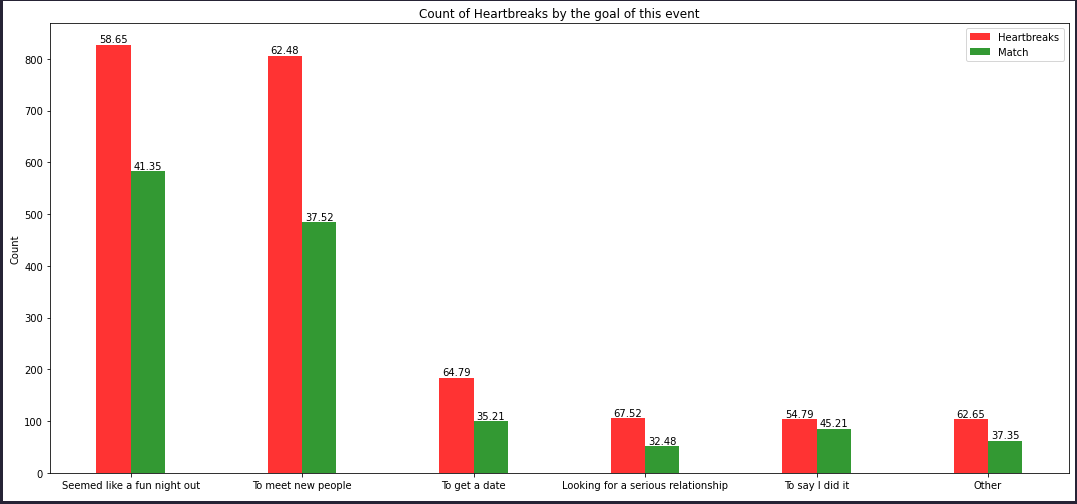 Count of Heartbreaks by the goal of this event
Heartbreaks
Match
Count
800
700
600
500
400
300
200
100
0
58.65
41.35
62.48
37.52
64.79
35.21
67.52
32.48
54.79
45.21
62.65
37.35
Seemed like a fun night out
To meet new people
To get a date
Looking for a serious relationship
To say I did it
Other